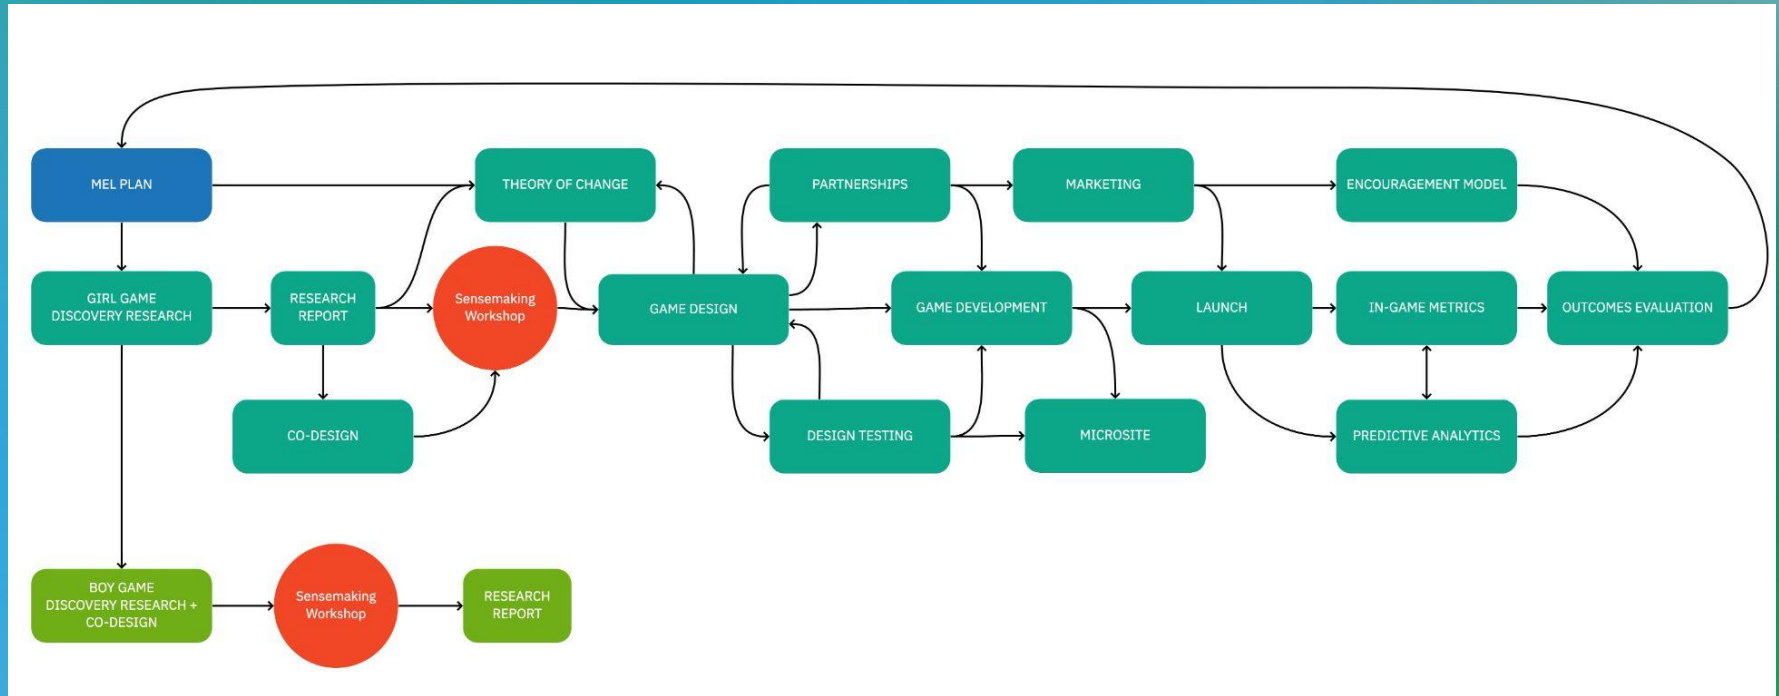 MEL PLAN
THEORY OF CHANGE
PARTNERSHIPS
MARKETING
ENCOURAGEMENT MODEL
GIRL GAME
DISCOVERY RESEARCH
RESEARCH
REPORT
Sensemaking
Workshop
GAME DESIGN
GAME DEVELOPMENT
LAUNCH
IN-GAME METRICS
OUTCOMES EVALUATION
CO-DESIGN
DESIGN TESTING
MICROSITE
PREDICTIVE ANALYTICS
BOY GAME
DISCOVERY RESEARCH +
CO-DESIGN
Sensemaking
Workshop
RESEARCH
REPORT